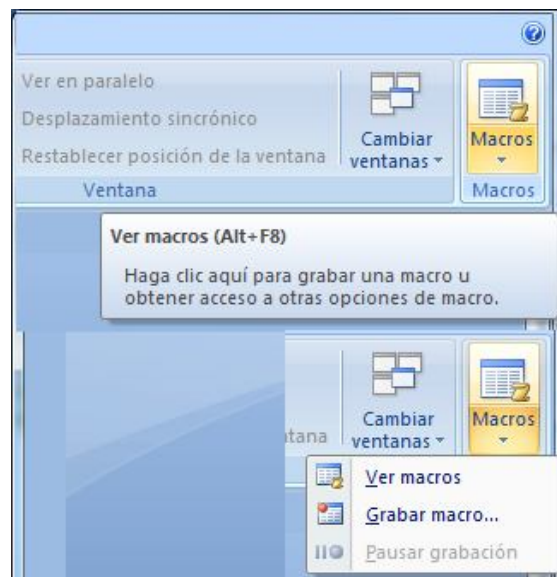 Ver en paralelo
Desplazamiento sincrónico
Restablecer posición de la ventana
Cambiar
ventanas
Macros
Ventana
Macros
Ver macros (Alt+F8)
Haga clic aquí para grabar una macro u
obtener acceso a otras opciones de macro.
ntana
Cambiar
ventanas
Macros
Ver macros
Grabar macro...
Pausar grabación